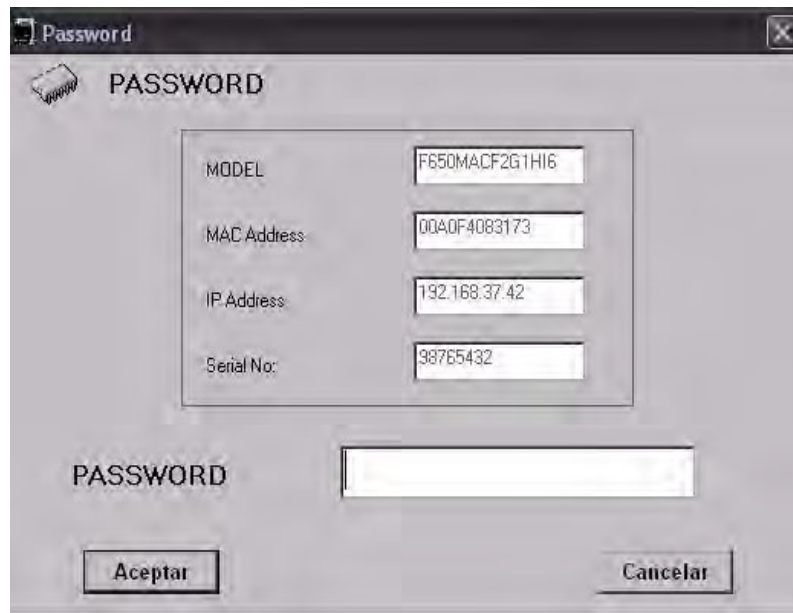 Password
PASSWORD
MODEL F650MACF2G1HI6
MAC Address 00A0F4083173
IP Address 192.168.37.42
Serial No: 98765432
PASSWORD
Aceptar Cancelar